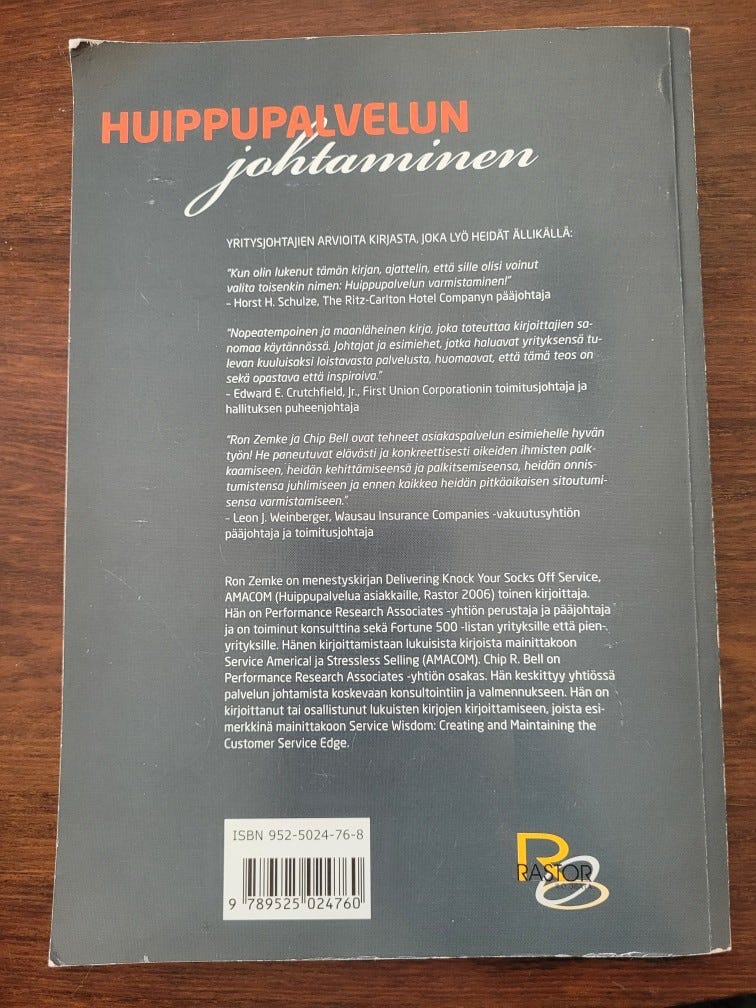 HUIPPUPALVELUN
johtaminen
YRITYSJOHTAJIEN ARVIOITA KIRJASTA, JOKA LYÖ HEIDÄT ÄLLIKÄLLÄ:
"Kun olin lukenut tämän kirjan, ajattelin, että sille olisi voinut
valita toisenkin nimen: Huippupalvelun varmistaminen!"
– Horst H. Schulze, The Ritz-Carlton Hotel Companyn pääjohtaja
"Nopeatempoinen ja maanläheinen kirja, joka toteuttaa kirjoittajien sa-
nomaa käytännössä. Johtajat ja esimiehet, jotka haluavat yrityksensä tu-
levan kuuluisaksi loistavasta palvelusta, huomaavat, että tämä teos on
sekä opastava että inspiroiva."
– Edward E. Crutchfield, Jr., First Union Corporationin toimitusjohtaja ja
hallituksen puheenjohtaja
"Ron Zemke ja Chip Bell ovat tehneet asiakaspalvelun esimiehelle hyvän
työn! He paneutuvat elävästi ja konkreettisesti oikeiden ihmisten palk-
kaamiseen, heidän kehittämiseensä ja palkitsemiseensa, heidän onnis-
tumistensa juhlimiseen ja ennen kaikkea heidän pitkäaikaisen sitoutumi-
sensa varmistamiseen."
– Leon J. Weinberger, Wausau Insurance Companies -vakuutusyhtiön
pääjohtaja ja toimitusjohtaja
Ron Zemke on menestyskirjan Delivering Knock Your Socks Off Service,
AMACOM (Huippupalvelua asiakkaille, Rastor 2006) toinen kirjoittaja.
Hän on Performance Research Associates -yhtiön perustaja ja pääjohtaja
ja on toiminut konsulttina sekä Fortune 500 -listan yrityksille että pien-
yrityksille. Hänen kirjoittamistaan lukuisista kirjoista mainittakoon
Service America! ja Stressless Selling (AMACOM). Chip R. Bell on
Performance Research Associates -yhtiön osakas. Hän keskittyy yhtiössä
palvelun johtamista koskevaan konsultointiin ja valmennukseen. Hän on
kirjoittanut tai osallistunut lukuisten kirjojen kirjoittamiseen, joista esi-
merkkinä mainittakoon Service Wisdom: Creating and Maintaining the
Customer Service Edge.
ISBN 952-5024-76-8
9 789525 024760
RASTOR